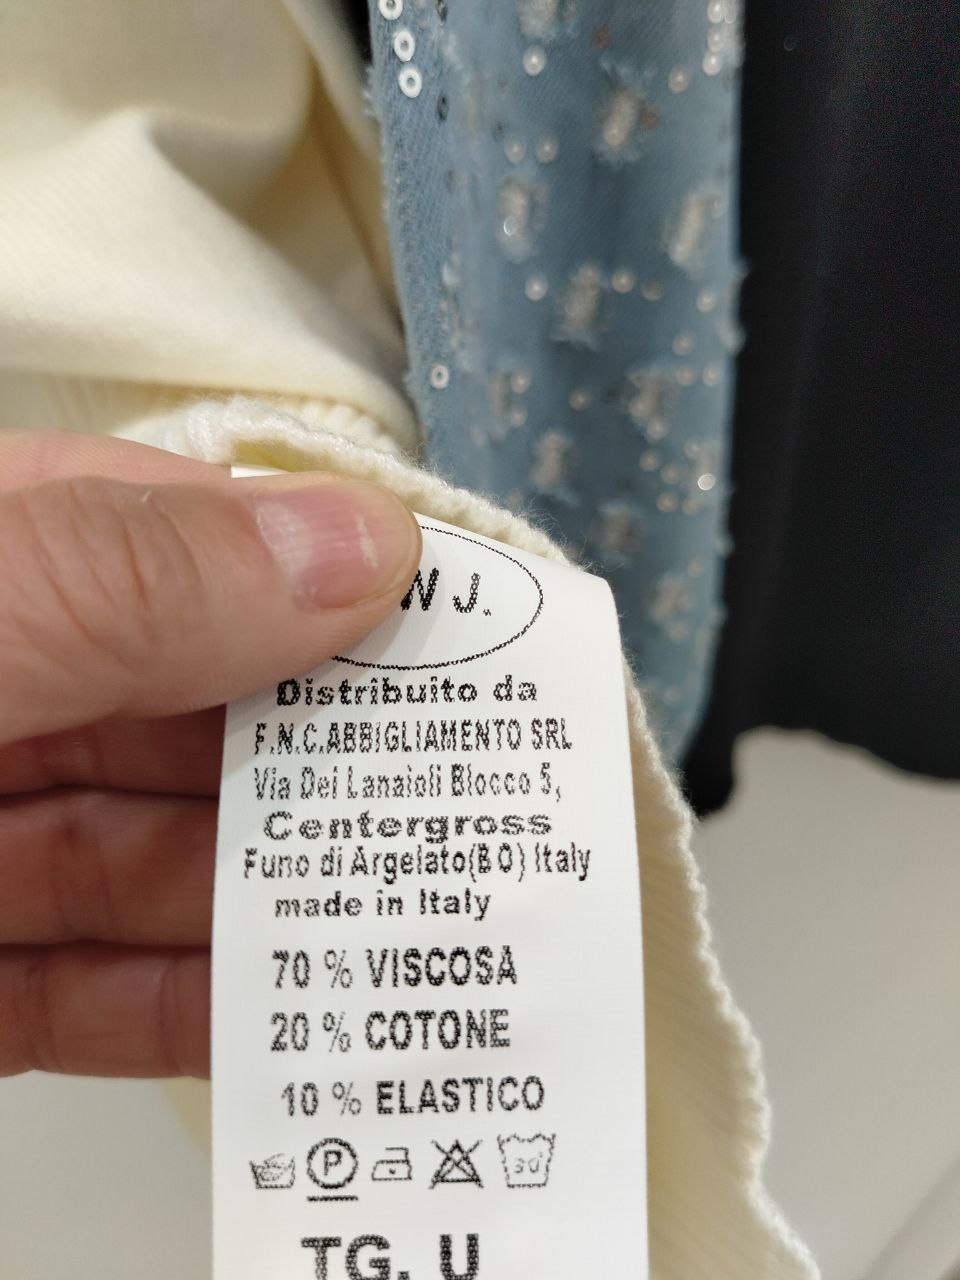 W J.
Distribuito da
F.N.C.ABBIGLIAMENTO SRL
Via Dei Lanaioli Blocco 5,
Centergross
Funo di Argelato(BO) Italy
made in Italy
70 % VISCOSA
20 % COTONE
10 % ELASTICO
P 30°
TG. U